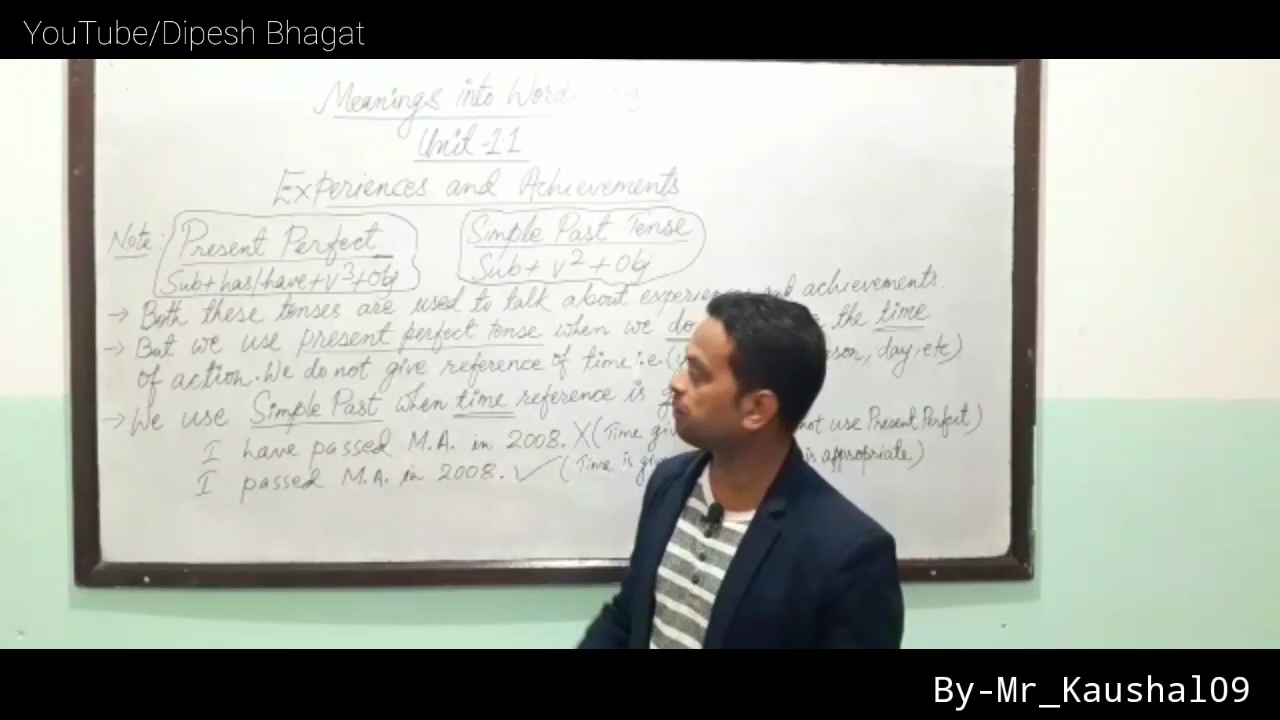 YouTube/Dipesh Bhagat
Meanings into Word
Unit-11
Experiences and Achievements
Note: Present Perfect Simple Past Tense
Sub+has/have+v³+Obj Sub+ v² + Obj
→ Both these tenses are used to talk about achievements.
→ But we use present perfect tense when we the time
of action. We do not give reference of time i.e ( day, etc)
→ We use Simple Past when time reference is
I have passed M.A. in 2008. X (Time not use Present Perfect)
I passed M.A. in 2008. ✓ (Time is is appropriate)
By-Mr_Kaushal09